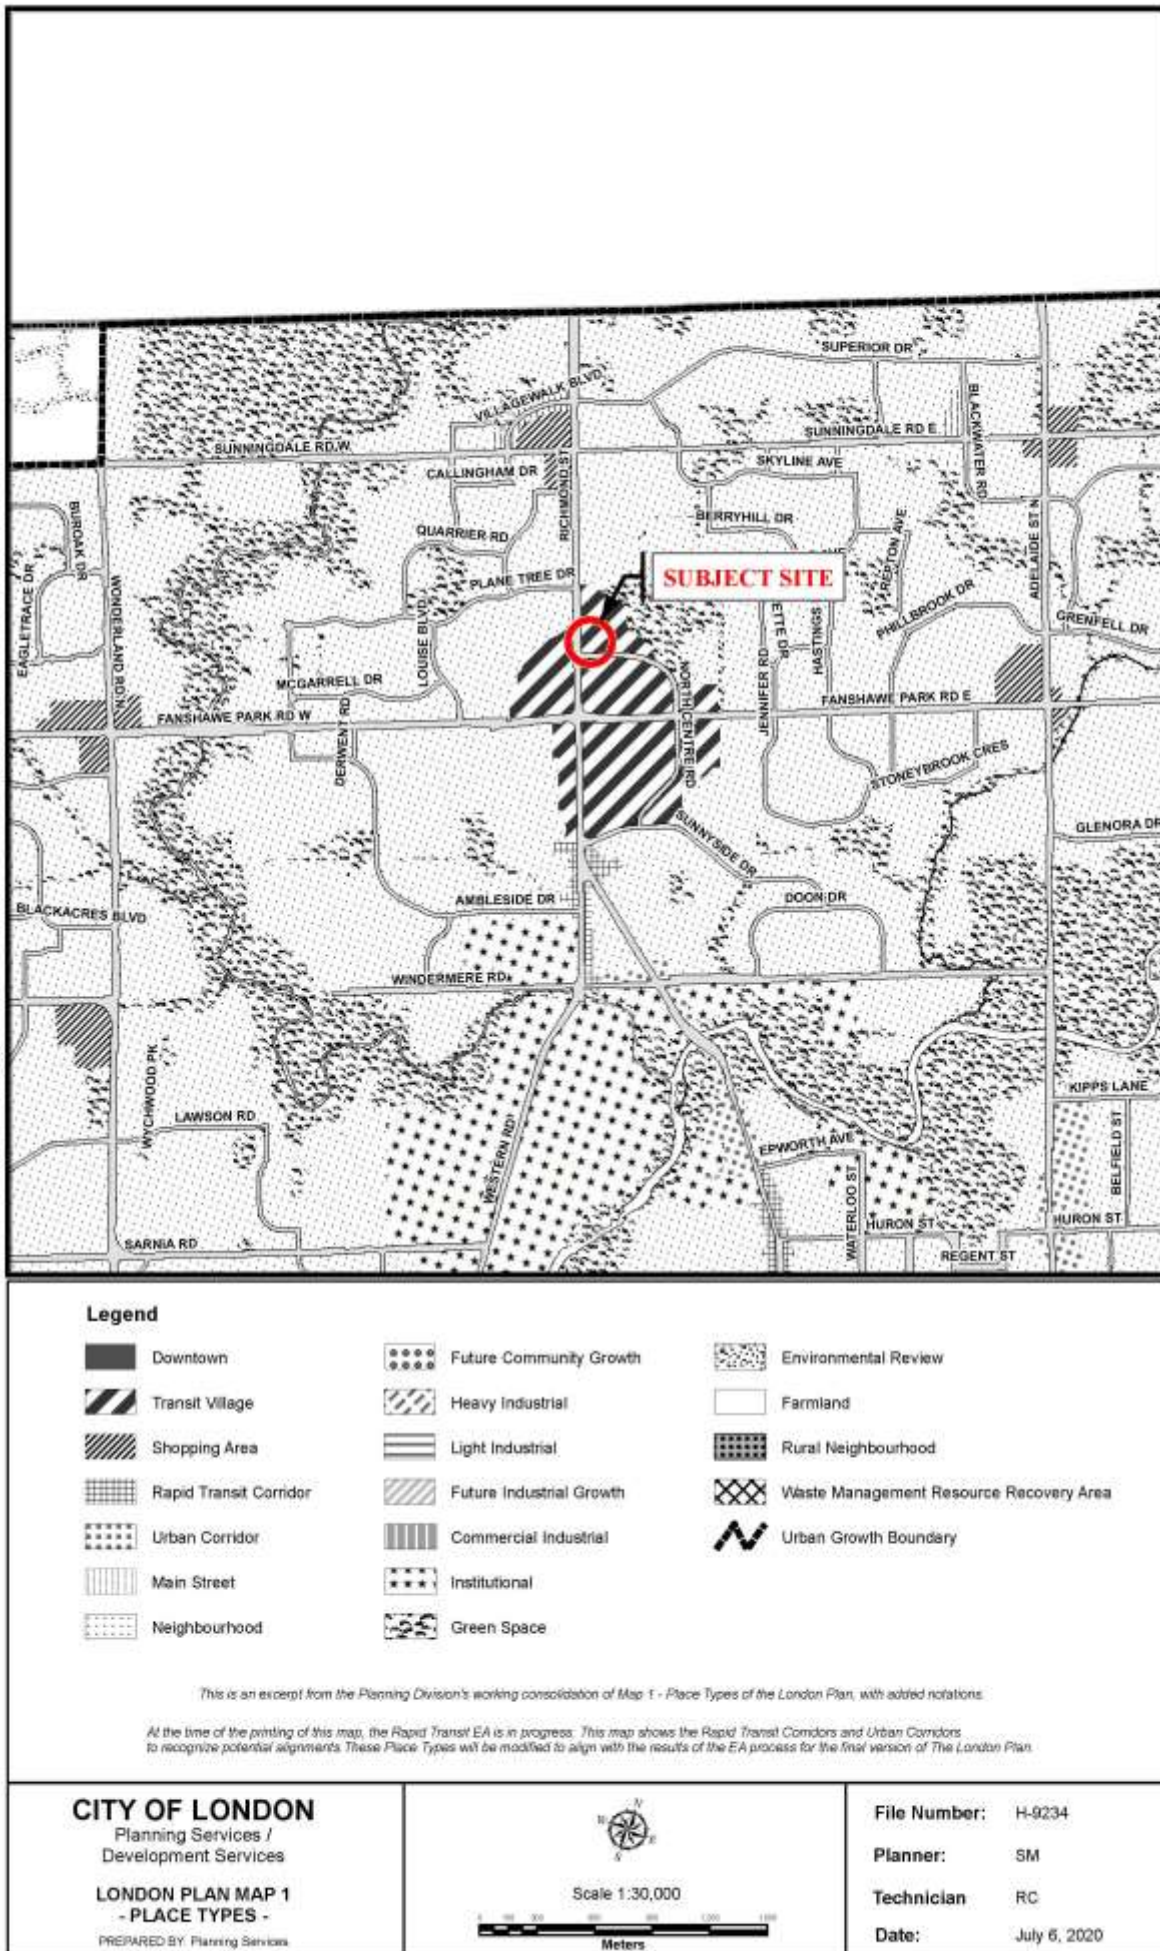 SUPERIOR DR
VILLAGEWALK BLVD
BLACKWATER RD
SUNNINGDALE RD E
SUNNINGDALE RD W
RICHMOND ST
CALLINGHAM DR
SKYLINE AVE
BUROAK DR
BERRYHILL DR
ADELAIDE ST N
REPTON AVE
QUARRIER RD
EAGLETRACE DR
PLANE TREE DR
SUBJECT SITE
WONDERLAND RD N
LOUISE BLVD
PHILLBROOK DR
GRENFELL DR
ETTE DR
HASTINGS
JENNIFER RD
MCGARRELL DR
NORTH CENTRE RD
FANSHAWE PARK RD E
FANSHAWE PARK RD W
DERWENT RD
STONEYBROOK CRES
SUNNYSIDE DR
GLENORA DR
AMBLESIDE DR
DOON DR
BLACKACRES BLVD
WINDERMERE RD
WYCHWOOD PK
KIPPS LANE
LAWSON RD
WESTERN RD
EPWORTH AVE
BELFIELD ST
WATERLOO ST
HURON ST
HURON ST
SARNIA RD
REGENT ST
Legend
Downtown
Transit Village
Shopping Area
Rapid Transit Corridor
Urban Corridor
Main Street
Neighbourhood
Future Community Growth
Heavy Industrial
Light Industrial
Future Industrial Growth
Commercial Industrial
Institutional
Green Space
Environmental Review
Farmland
Rural Neighbourhood
Waste Management Resource Recovery Area
Urban Growth Boundary
This is an excerpt from the Planning Division's working consolidation of Map 1 - Place Types of the London Plan, with added notations.
At the time of the printing of this map, the Rapid Transit EA is in progress. This map shows the Rapid Transit Corridors and Urban Corridors
to recognize potential alignments. These Place Types will be modified to align with the results of the EA process for the final version of The London Plan.
CITY OF LONDON
Planning Services /
Development Services
LONDON PLAN MAP 1
- PLACE TYPES -
PREPARED BY: Planning Services
N
W
E
S
Scale 1:30,000
Meters
File Number: H-9234
Planner: SM
Technician RC
Date: July 6, 2020